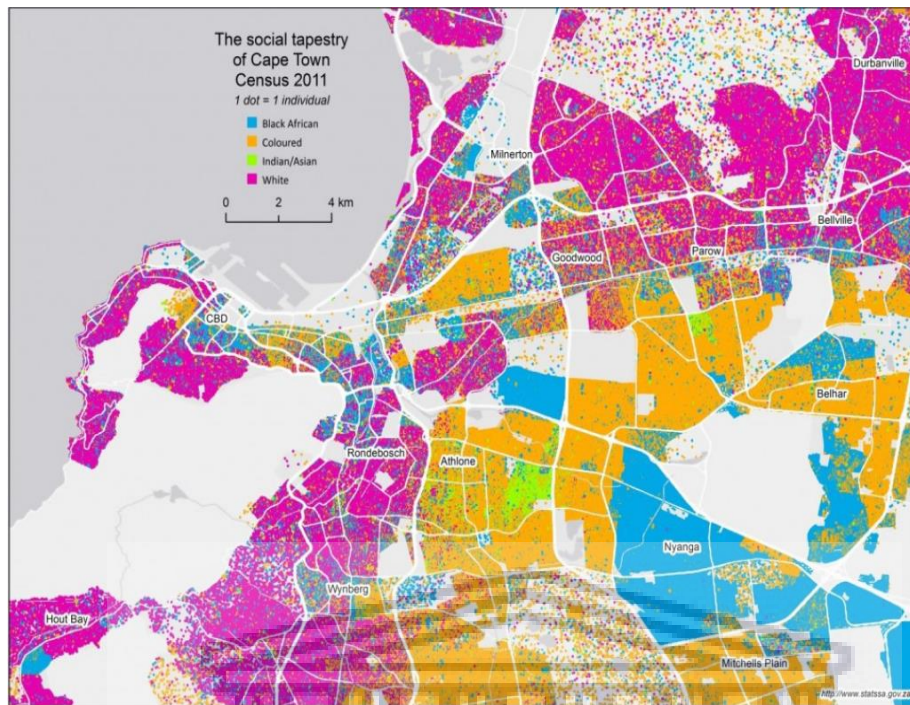 The social tapestry
of Cape Town
Census 2011
1 dot = 1 individual
Black African
Coloured
Indian/Asian
White
0 2 4 km
Durbanville
Milnerton
Bellville
Goodwood
Parow
CBD
Belhar
Rondebosch
Athlone
Nyanga
Wynberg
Hout Bay
Mitchells Plain
http://www.statssa.gov.za